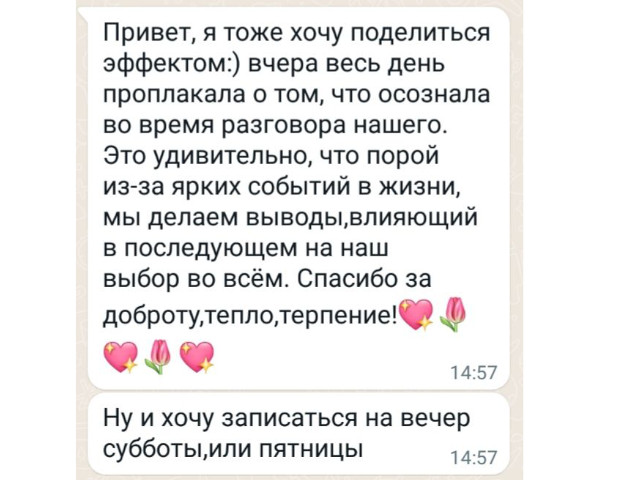 Привет, я тоже хочу поделиться
эффектом:) вчера весь день
проплакала о том, что осознала
во время разговора нашего.
Это удивительно, что порой
из-за ярких событий в жизни,
мы делаем выводы,влияющий
в последующем на наш
выбор во всём. Спасибо за
доброту,тепло,терпение!💖🌷
💖🌷💖
14:57
Ну и хочу записаться на вечер
субботы,или пятницы
14:57